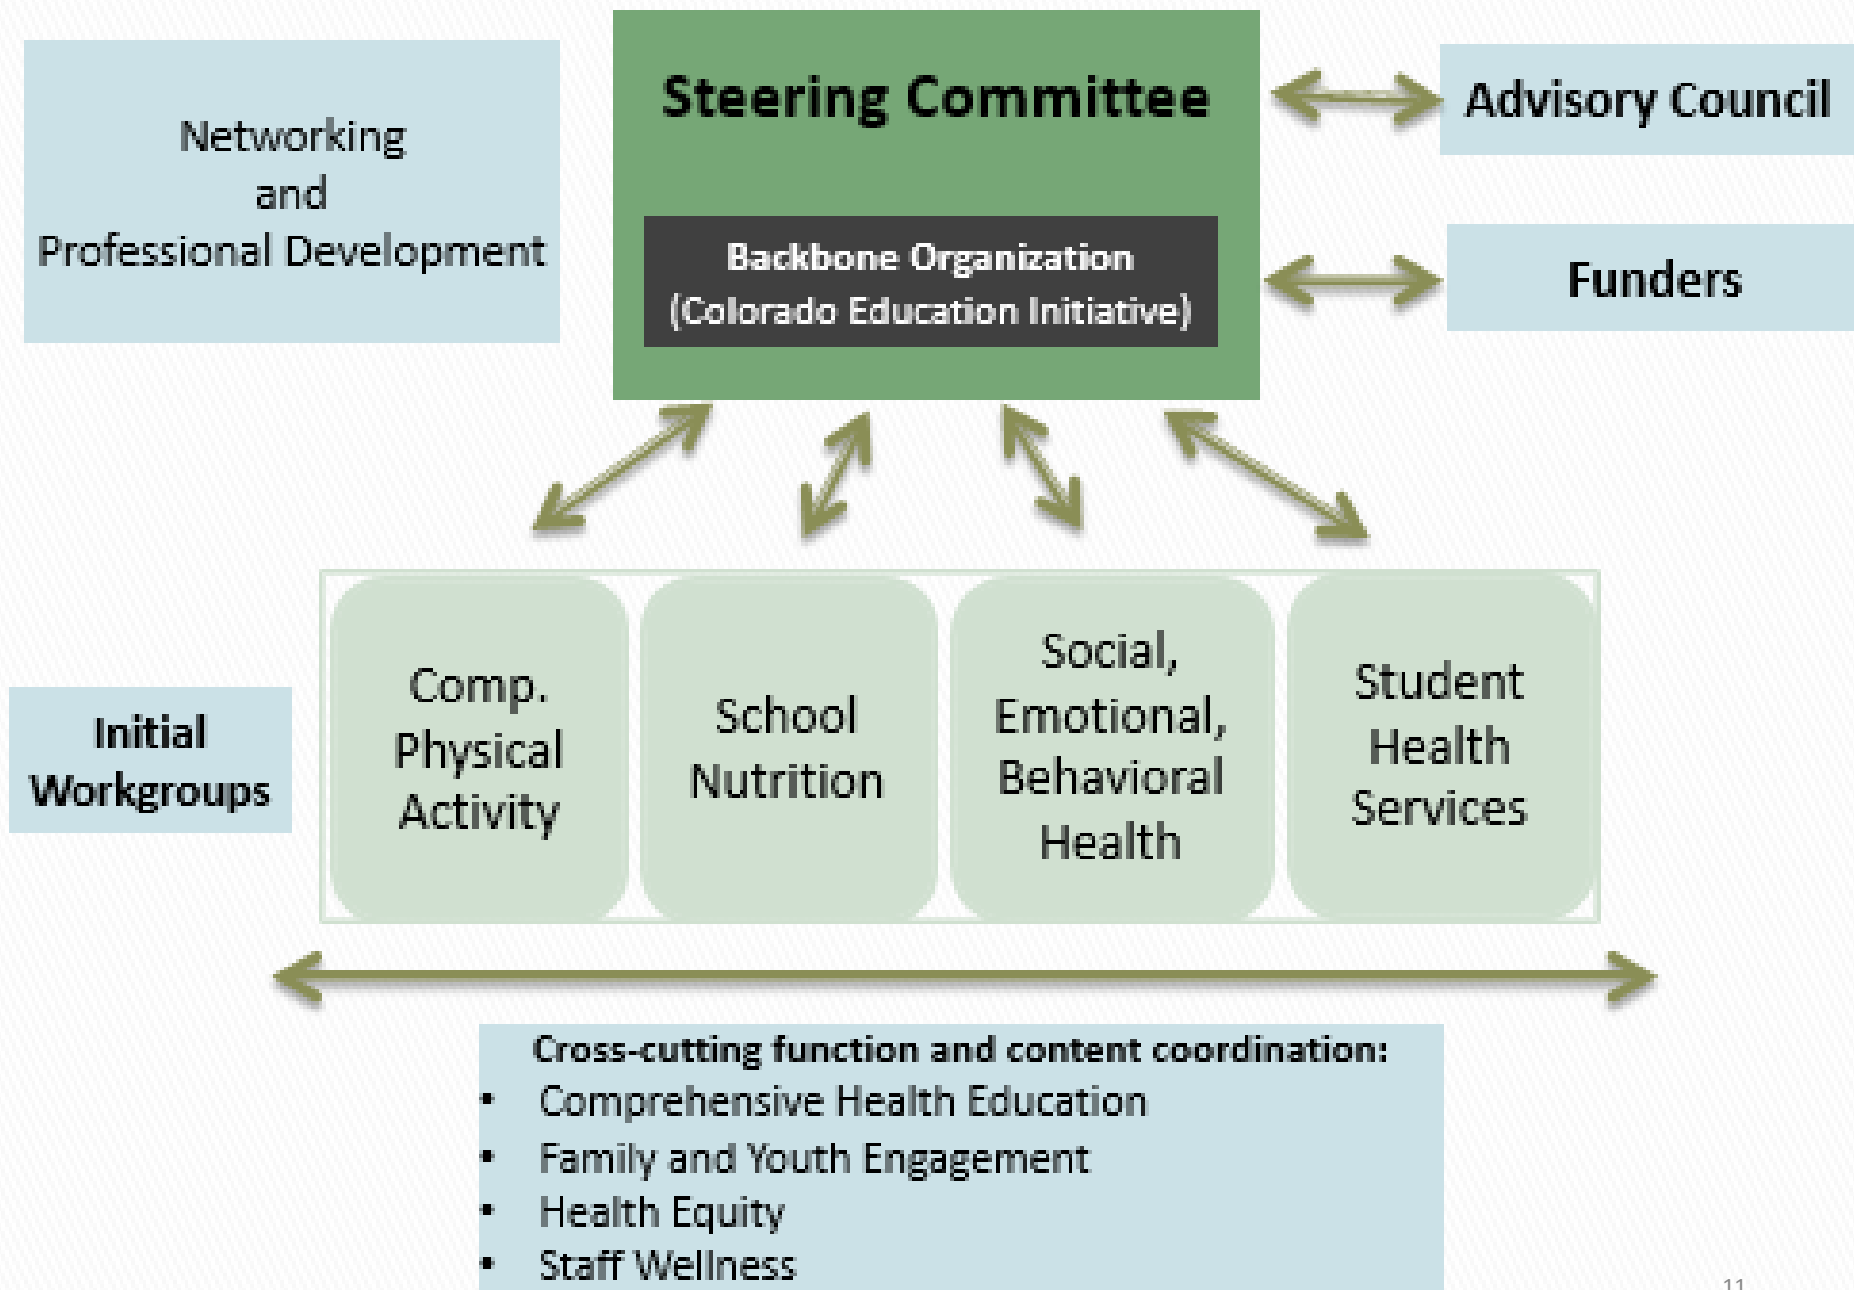 Networking
and
Professional Development
Steering Committee
Backbone Organization
(Colorado Education Initiative)
Advisory Council
Funders
Initial
Workgroups
Comp.
Physical
Activity
School
Nutrition
Social,
Emotional,
Behavioral
Health
Student
Health
Services
Cross-cutting function and content coordination:
• Comprehensive Health Education
• Family and Youth Engagement
• Health Equity
• Staff Wellness
11